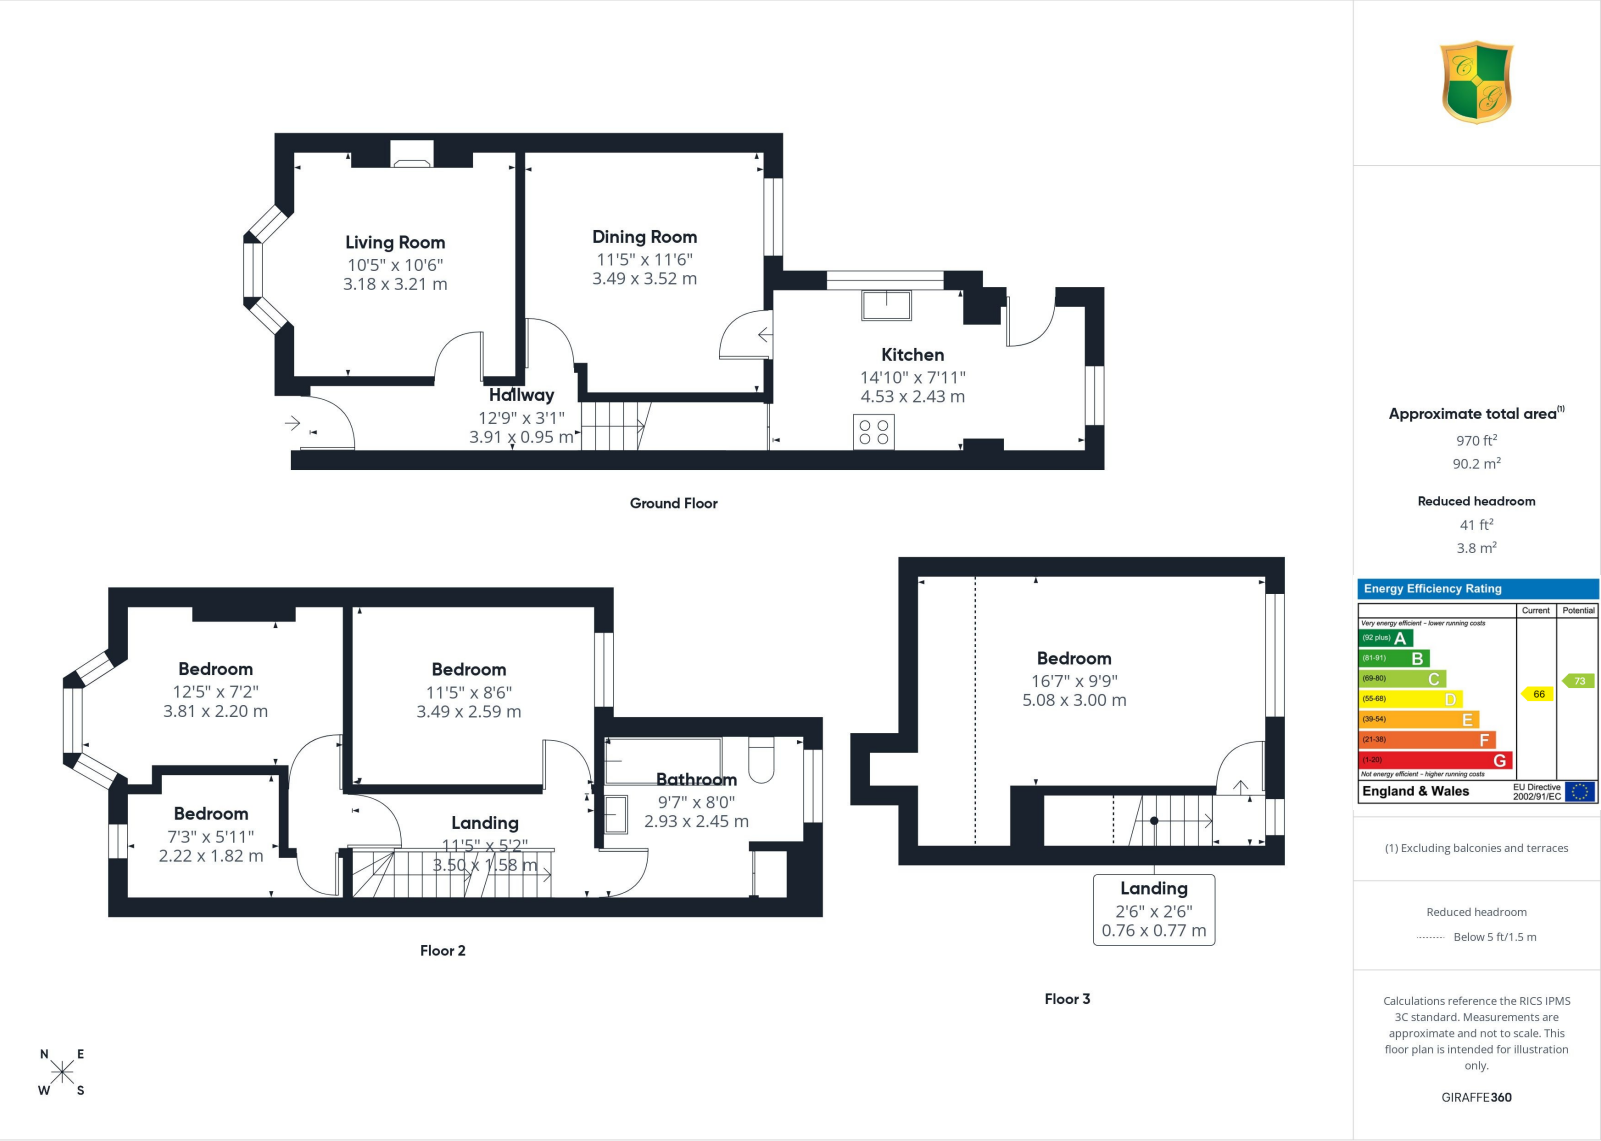 Living Room
10'5" x 10'6"
3.18 x 3.21 m
Dining Room
11'5" x 11'6"
3.49 x 3.52 m
Kitchen
14'10" x 7'11"
4.53 x 2.43 m
Hallway
12'9" x 3'1"
3.91 x 0.95 m
Ground Floor
Bedroom
12'5" x 7'2"
3.81 x 2.20 m
Bedroom
11'5" x 8'6"
3.49 x 2.59 m
Bathroom
9'7" x 8'0"
2.93 x 2.45 m
Bedroom
7'3" x 5'11"
2.22 x 1.82 m
Landing
11'5" x 5'2"
3.50 x 1.58 m
Floor 2
Bedroom
16'7" x 9'9"
5.08 x 3.00 m
Landing
2'6" x 2'6"
0.76 x 0.77 m
Floor 3
N E
W S
C
G
Approximate total area(1)
970 ft²
90.2 m²
Reduced headroom
41 ft²
3.8 m²
Energy Efficiency Rating
Current Potential
Very energy efficient - lower running costs
(92 plus) A
(81-91) B
(69-80) C
(55-68) D
(39-54) E
(21-38) F
(1-20) G
66
73
Not energy efficient - higher running costs
England & Wales
EU Directive
2002/91/EC
(1) Excluding balconies and terraces
Reduced headroom
Below 5 ft/1.5 m
Calculations reference the RICS IPMS
3C standard. Measurements are
approximate and not to scale. This
floor plan is intended for illustration
only.
GIRAFFE360